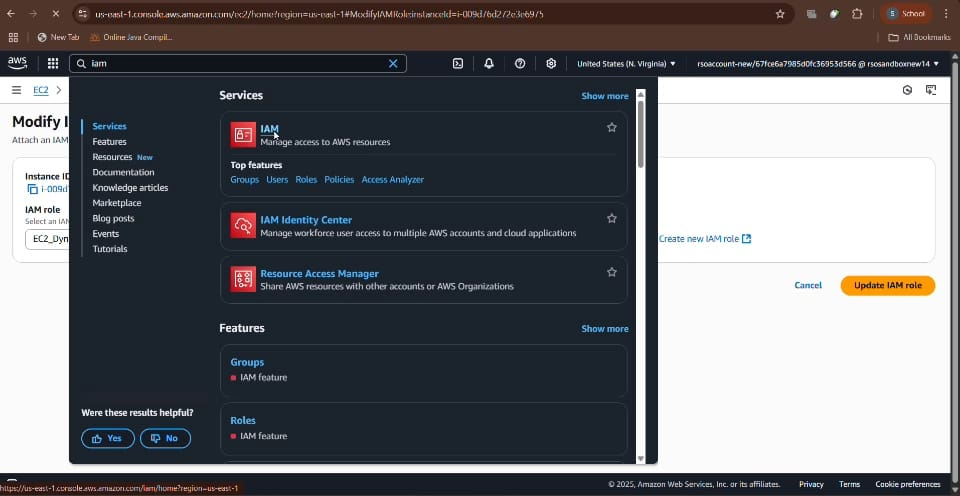 us-east-1.console.aws.amazon.com/ec2/home?region=us-east-1#ModifyIAMRole:instanceId=i-009d76d272e3e6975
S School
New Tab
Online Java Compil...
All Bookmarks
aws
iam
United States (N. Virginia)
rsoaccount-new/67fce6a7985d0fc36953d566 @ rsosandboxnew14
EC2
Modify I
Attach an IAM
Instance ID
i-009d7
IAM role
Select an IAM
EC2_Dyn
Services
Features
Resources New
Documentation
Knowledge articles
Marketplace
Blog posts
Events
Tutorials
Were these results helpful?
Yes
No
Services
Show more
IAM
Manage access to AWS resources
Top features
Groups Users Roles Policies Access Analyzer
IAM Identity Center
Manage workforce user access to multiple AWS accounts and cloud applications
Resource Access Manager
Share AWS resources with other accounts or AWS Organizations
Features
Show more
Groups
IAM feature
Roles
IAM feature
Create new IAM role
Cancel
Update IAM role
https://us-east-1.console.aws.amazon.com/iam/home?region=us-east-1
© 2025, Amazon Web Services, Inc. or its affiliates.
Privacy
Terms
Cookie preferences